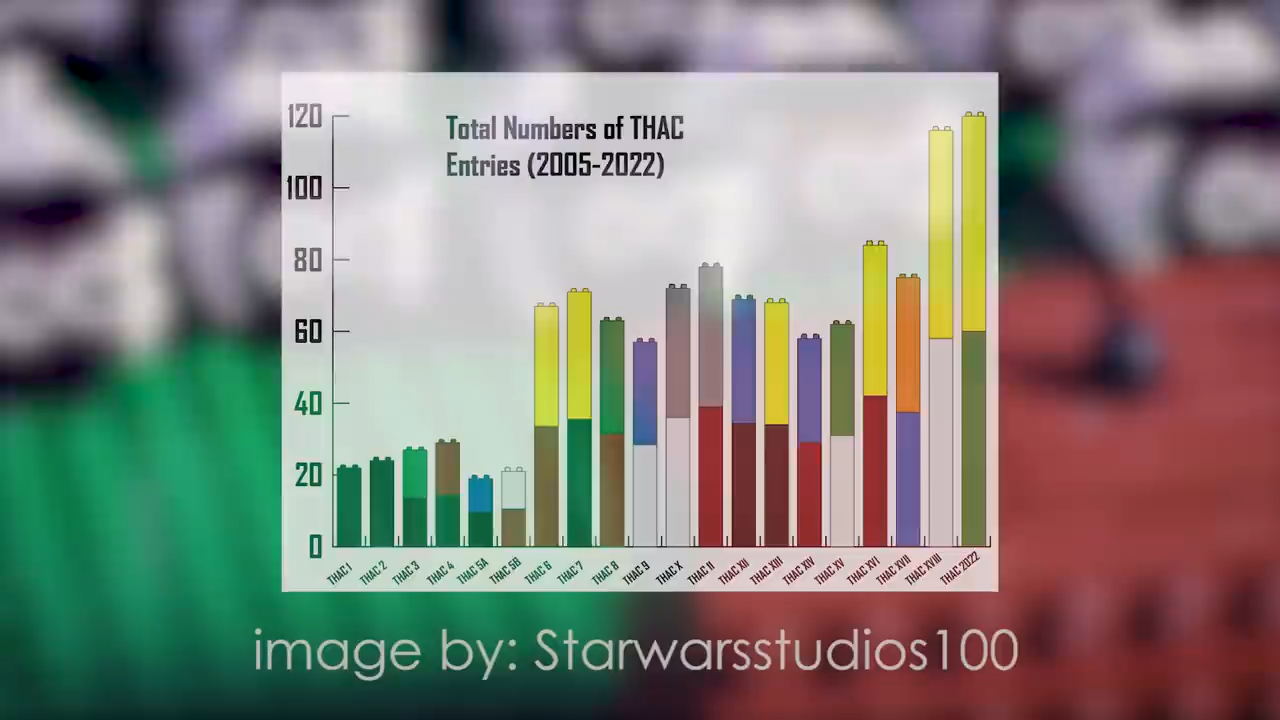 Total Numbers of THAC
Entries (2005-2022)
120
100
80
60
40
20
0
THAC 1
THAC 2
THAC 3
THAC 4
THAC 5A
THAC 5B
THAC 6
THAC 7
THAC 8
THAC 9
THAC X
THAC 11
THAC XII
THAC XIII
THAC XIV
THAC XV
THAC XVI
THAC XVII
THAC XVIII
THAC 2022
image by: Starwarsstudios100